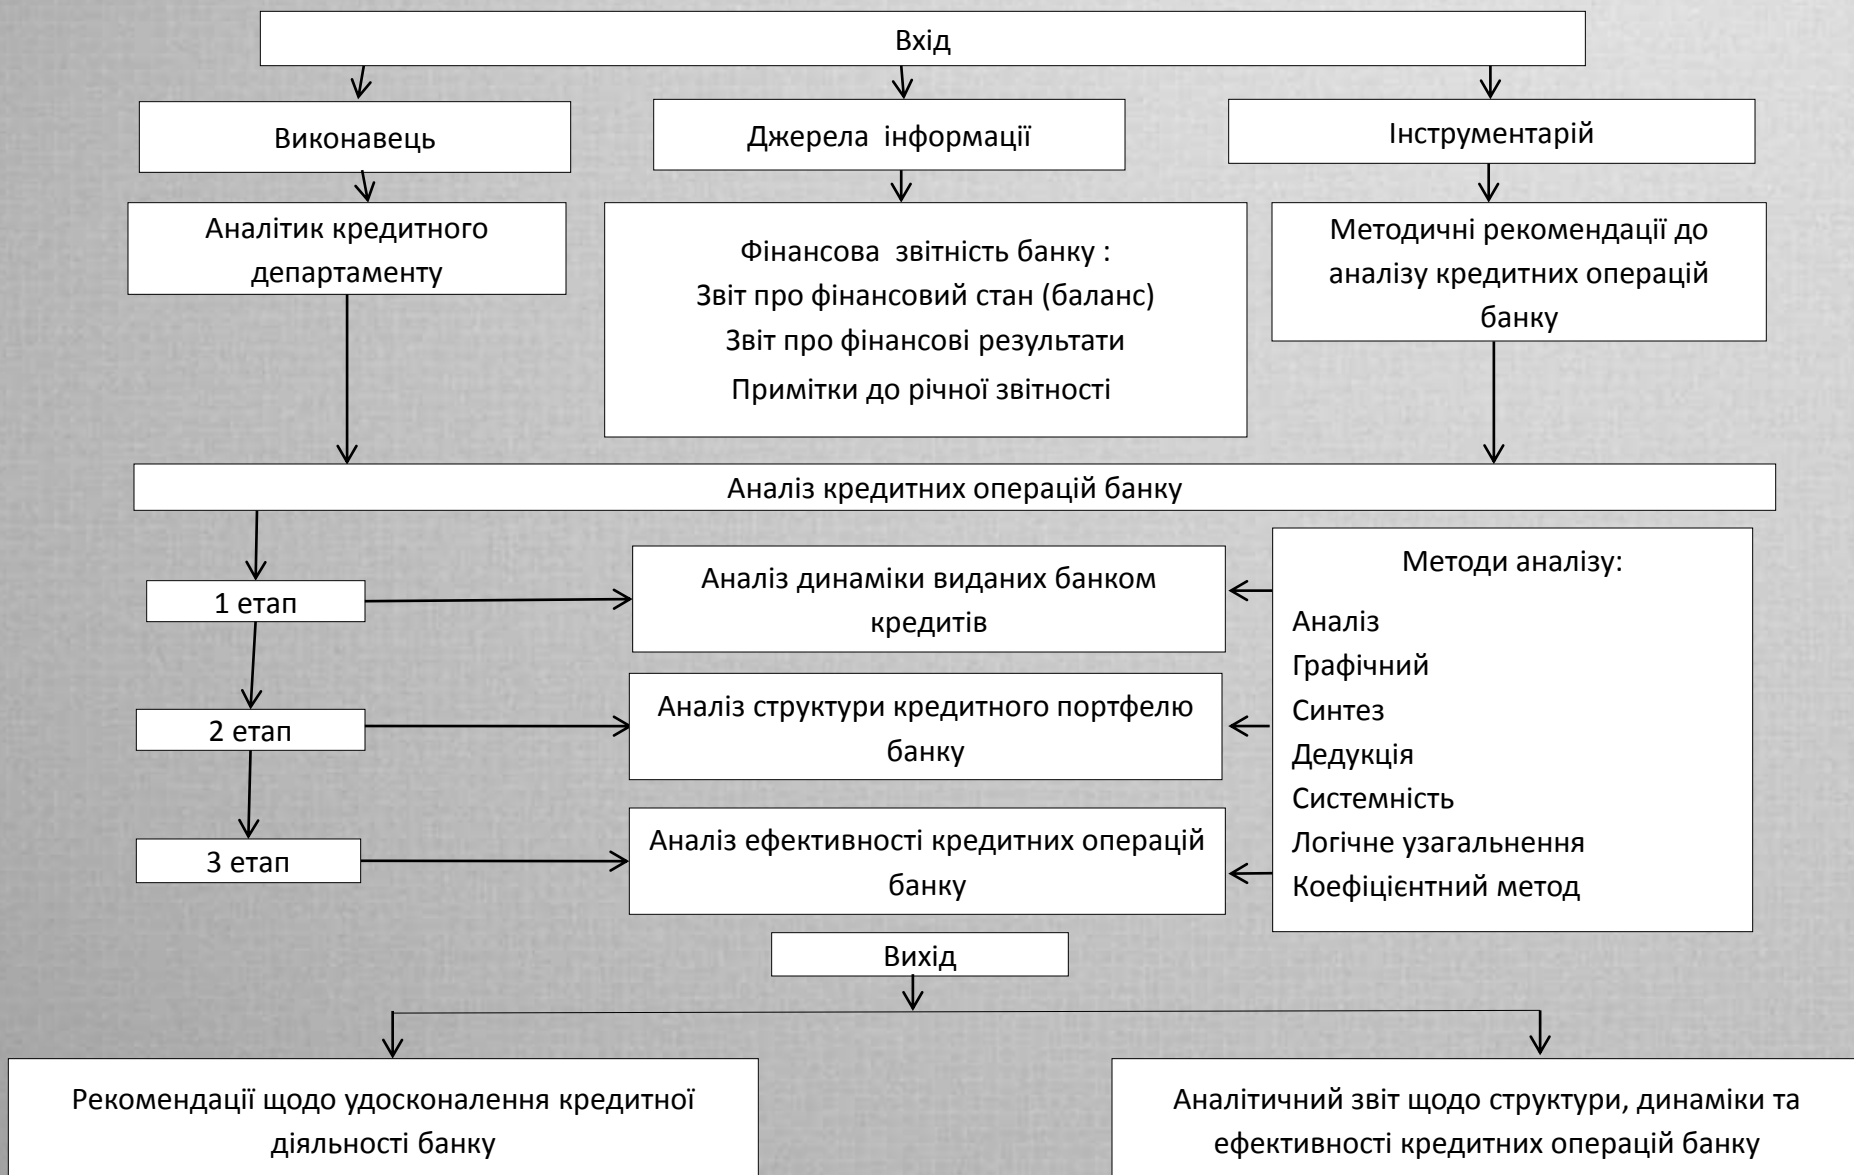 Вхід
Виконавець
Джерела інформації
Інструментарій
Аналітик кредитного
департаменту
Фінансова звітність банку :
Звіт про фінансовий стан (баланс)
Звіт про фінансові результати
Примітки до річної звітності
Методичні рекомендації до
аналізу кредитних операцій
банку
Аналіз кредитних операцій банку
1 етап
Аналіз динаміки виданих банком
кредитів
2 етап
Аналіз структури кредитного портфелю
банку
3 етап
Аналіз ефективності кредитних операцій
банку
Методи аналізу:
Аналіз
Графічний
Синтез
Дедукція
Системність
Логічне узагальнення
Коефіцієнтний метод
Вихід
Рекомендації щодо удосконалення кредитної
діяльності банку
Аналітичний звіт щодо структури, динаміки та
ефективності кредитних операцій банку